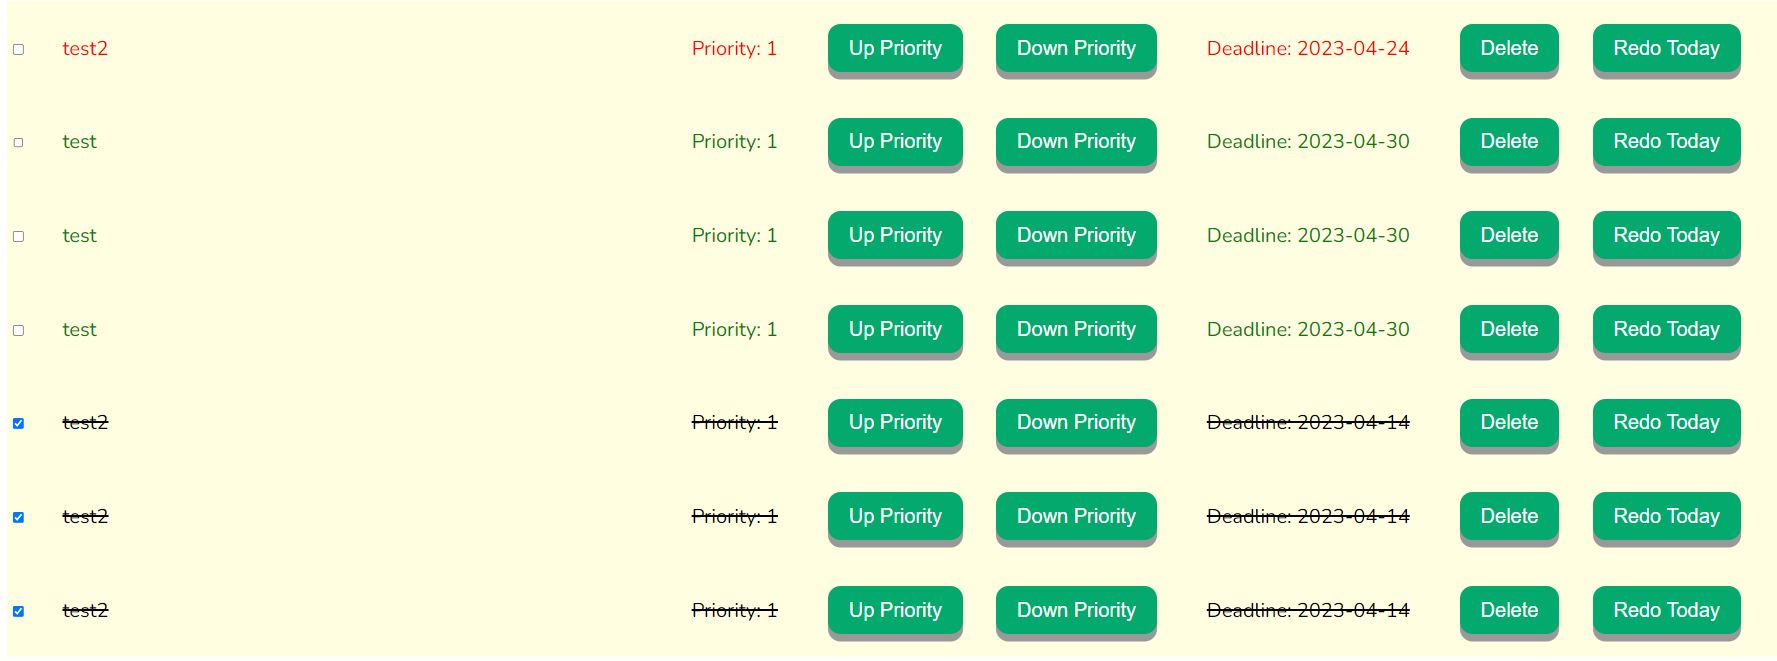 test2 Priority: 1 Up Priority Down Priority Deadline: 2023-04-24 Delete Redo Today
test Priority: 1 Up Priority Down Priority Deadline: 2023-04-30 Delete Redo Today
test Priority: 1 Up Priority Down Priority Deadline: 2023-04-30 Delete Redo Today
test Priority: 1 Up Priority Down Priority Deadline: 2023-04-30 Delete Redo Today
test2 Priority: 1 Up Priority Down Priority Deadline: 2023-04-14 Delete Redo Today
test2 Priority: 1 Up Priority Down Priority Deadline: 2023-04-14 Delete Redo Today
test2 Priority: 1 Up Priority Down Priority Deadline: 2023-04-14 Delete Redo Today